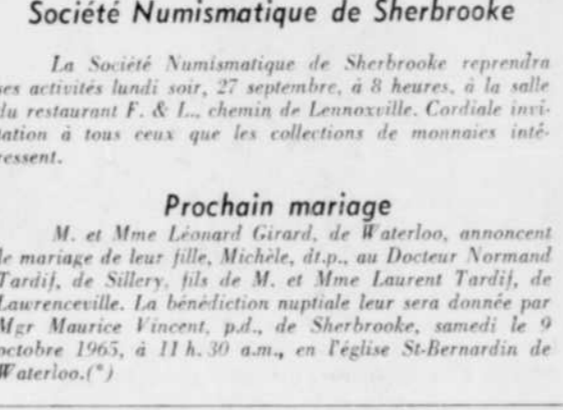 Société Numismatique de Sherbrooke
La Société Numismatique de Sherbrooke reprendra
ses activités lundi soir, 27 septembre, à 8 heures, à la salle
du restaurant F. & L., chemin de Lennoxville. Cordiale invi-
tation à tous ceux que les collections de monnaies inté-
ressent.
Prochain mariage
M. et Mme Léonard Girard, de Waterloo, annoncent
le mariage de leur fille, Michèle, dt.p., au Docteur Normand
Tardif, de Sillery, fils de M. et Mme Laurent Tardif, de
Lawrenceville. La bénédiction nuptiale leur sera donnée par
Mgr Maurice Vincent, p.d., de Sherbrooke, samedi le 9
octobre 1965, à 11 h. 30 a.m., en l'église St-Bernardin de
Waterloo.(*)